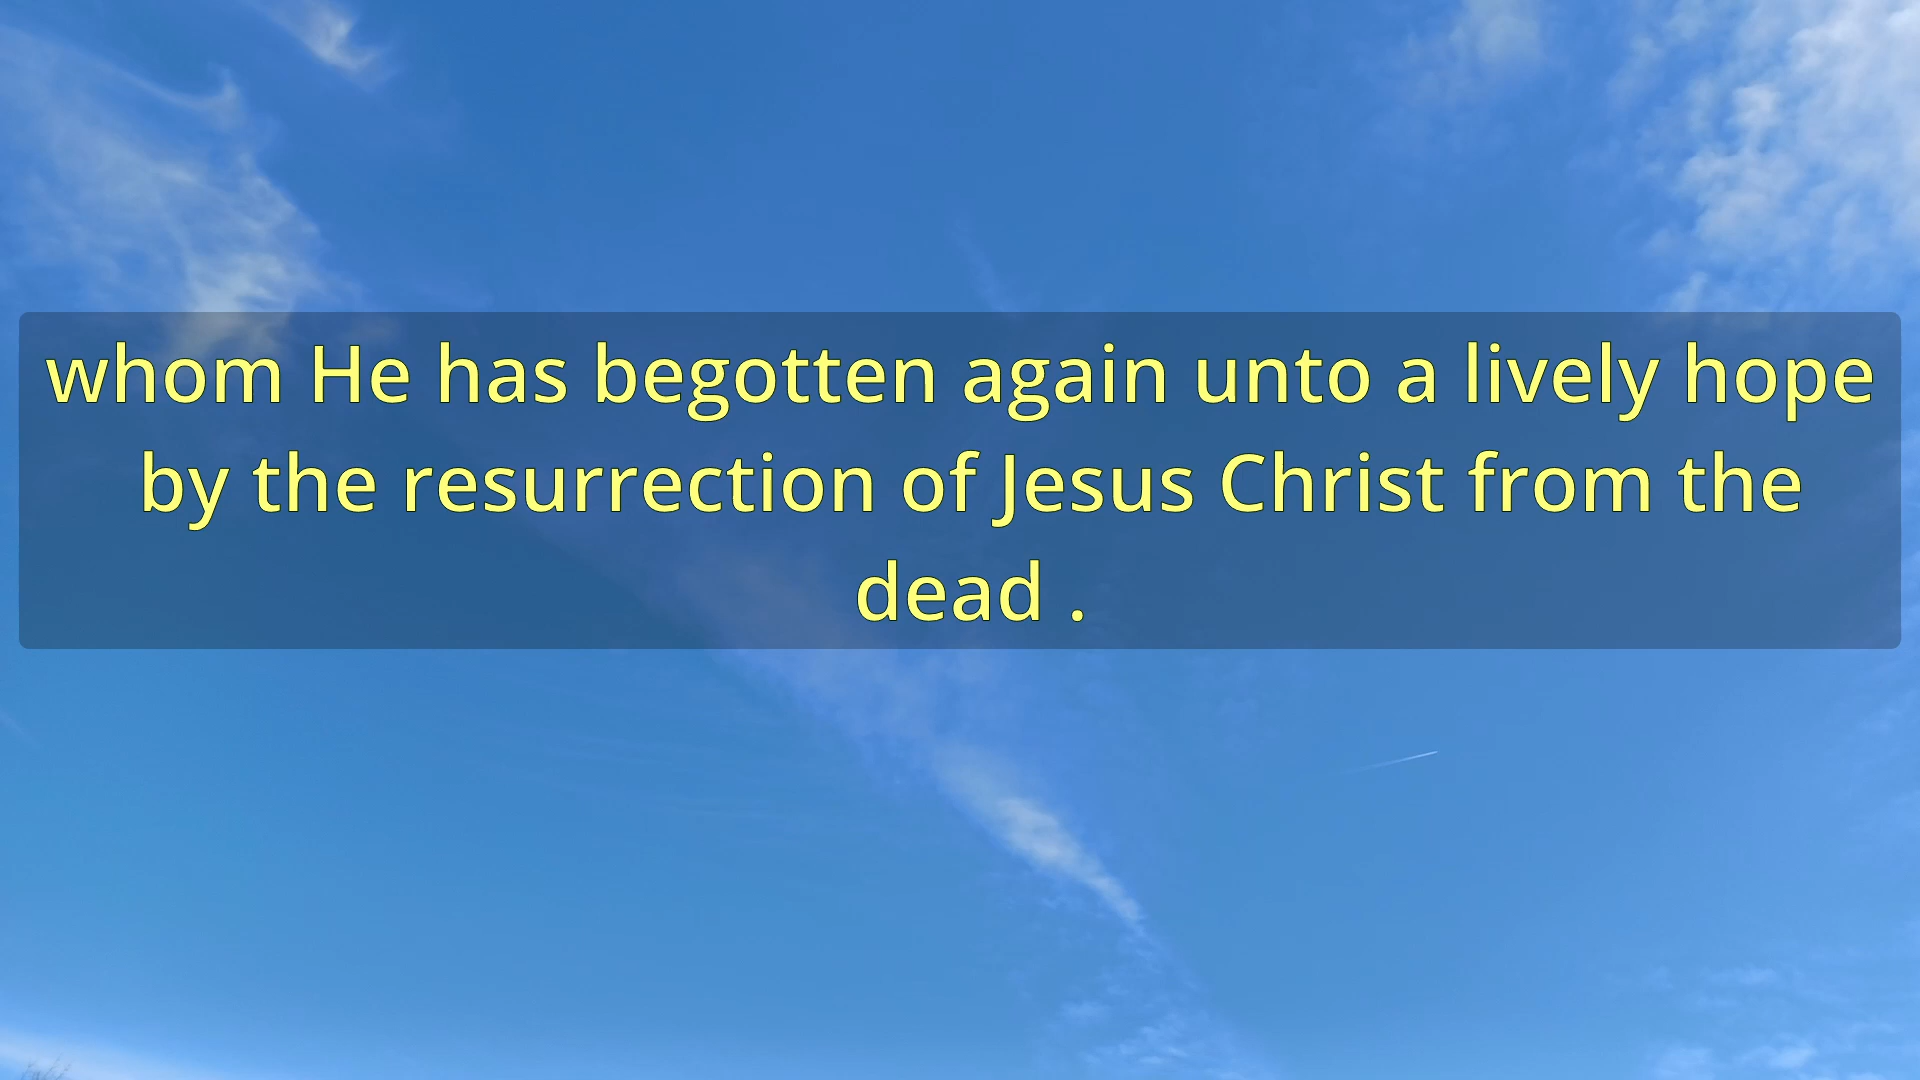 whom He has begotten again unto a lively hope
by the resurrection of Jesus Christ from the
dead .